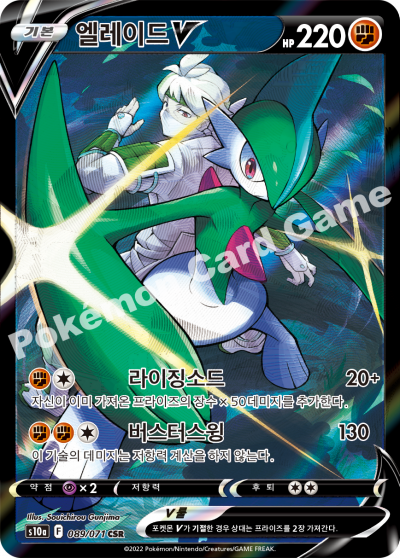 기본 엘레이드 V HP 220
Pokémon Card Game
라이징소드 20+
자신이 이미 가져온 프라이즈의 장수×50데미지를 추가한다.
버스터스윙 130
이 기술의 데미지는 저항력 계산을 하지 않는다.
약점 ×2 저항력 후퇴
Illus. Souichirou Gunjima
V룰
s10a F 089/071 CSR
포켓몬 V가 기절한 경우 상대는 프라이즈를 2장 가져간다.
©2022 Pokémon/Nintendo/Creatures/GAME FREAK.